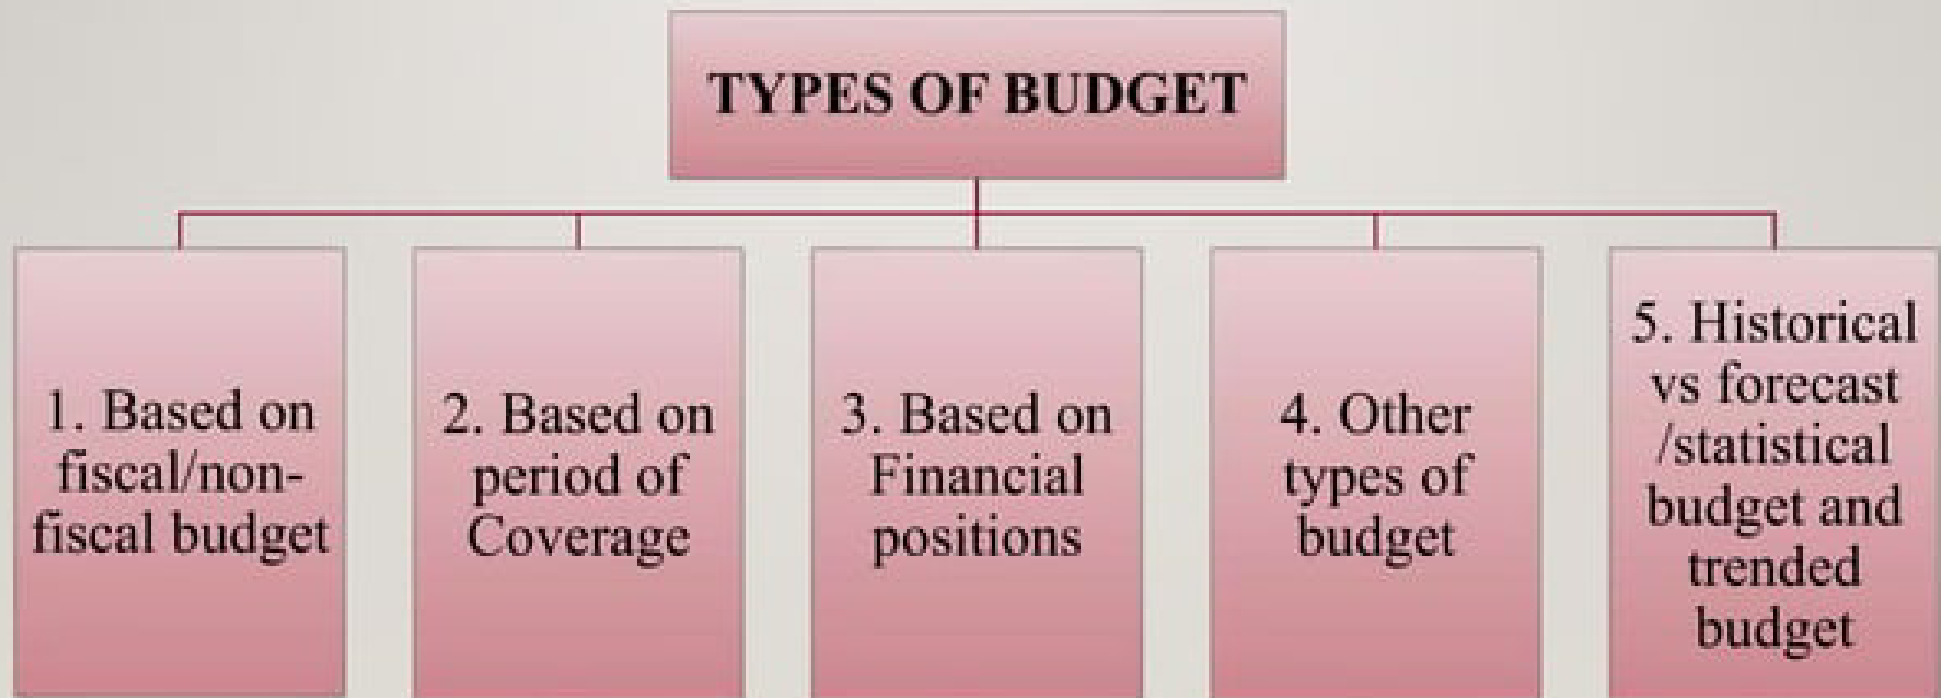 TYPES OF BUDGET
1. Based on
fiscal/non-
fiscal budget
2. Based on
period of
Coverage
3. Based on
Financial
positions
4. Other
types of
budget
5. Historical
vs forecast
/statistical
budget and
trended
budget